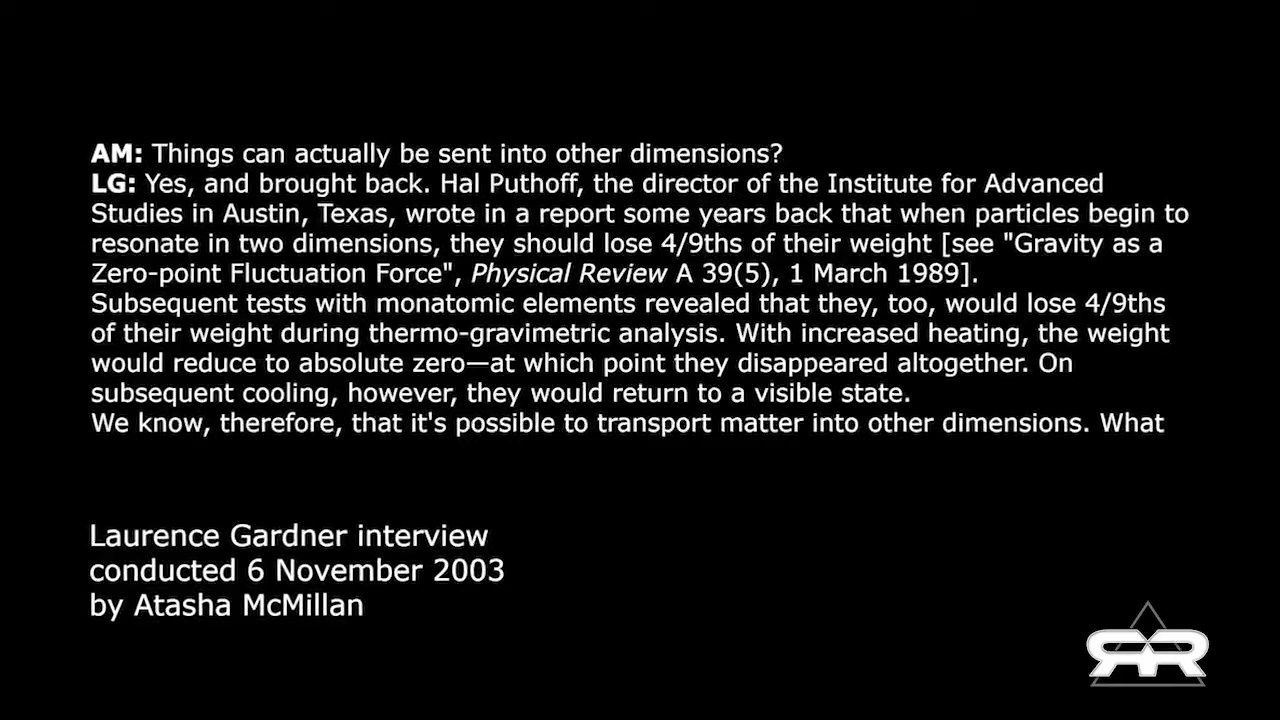 AM: Things can actually be sent into other dimensions?
LG: Yes, and brought back. Hal Puthoff, the director of the Institute for Advanced
Studies in Austin, Texas, wrote in a report some years back that when particles begin to
resonate in two dimensions, they should lose 4/9ths of their weight [see "Gravity as a
Zero-point Fluctuation Force", Physical Review A 39(5), 1 March 1989].
Subsequent tests with monatomic elements revealed that they, too, would lose 4/9ths
of their weight during thermo-gravimetric analysis. With increased heating, the weight
would reduce to absolute zero—at which point they disappeared altogether. On
subsequent cooling, however, they would return to a visible state.
We know, therefore, that it's possible to transport matter into other dimensions. What
Laurence Gardner interview
conducted 6 November 2003
by Atasha McMillan
RR